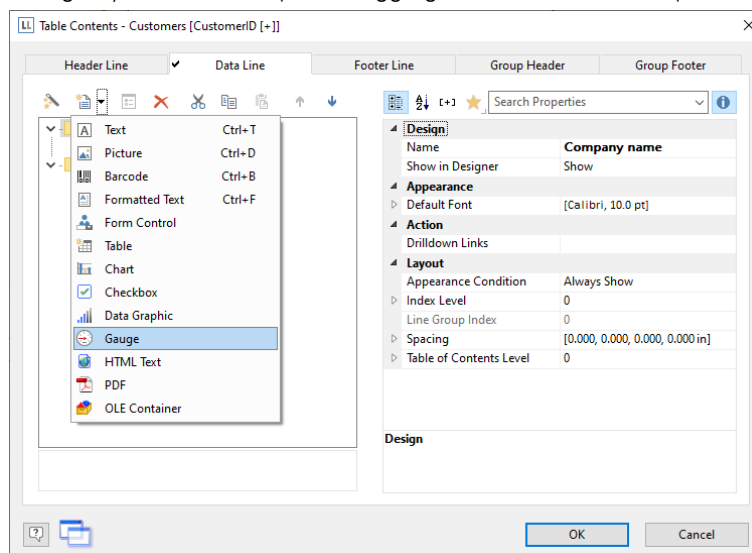 LL Table Contents - Customers [CustomerID [+]]
Header Line Data Line Footer Line Group Header Group Footer
[+] Search Properties
Text Ctrl+T
Picture Ctrl+D
Barcode Ctrl+B
Formatted Text Ctrl+F
Form Control
Table
Chart
Checkbox
Data Graphic
Gauge
HTML Text
PDF
OLE Container
Design
Name Company name
Show in Designer Show
Appearance
Default Font [Calibri, 10.0 pt]
Action
Drilldown Links
Layout
Appearance Condition Always Show
Index Level 0
Line Group Index 0
Spacing [0.000, 0.000, 0.000, 0.000 in]
Table of Contents Level 0
Design
OK Cancel